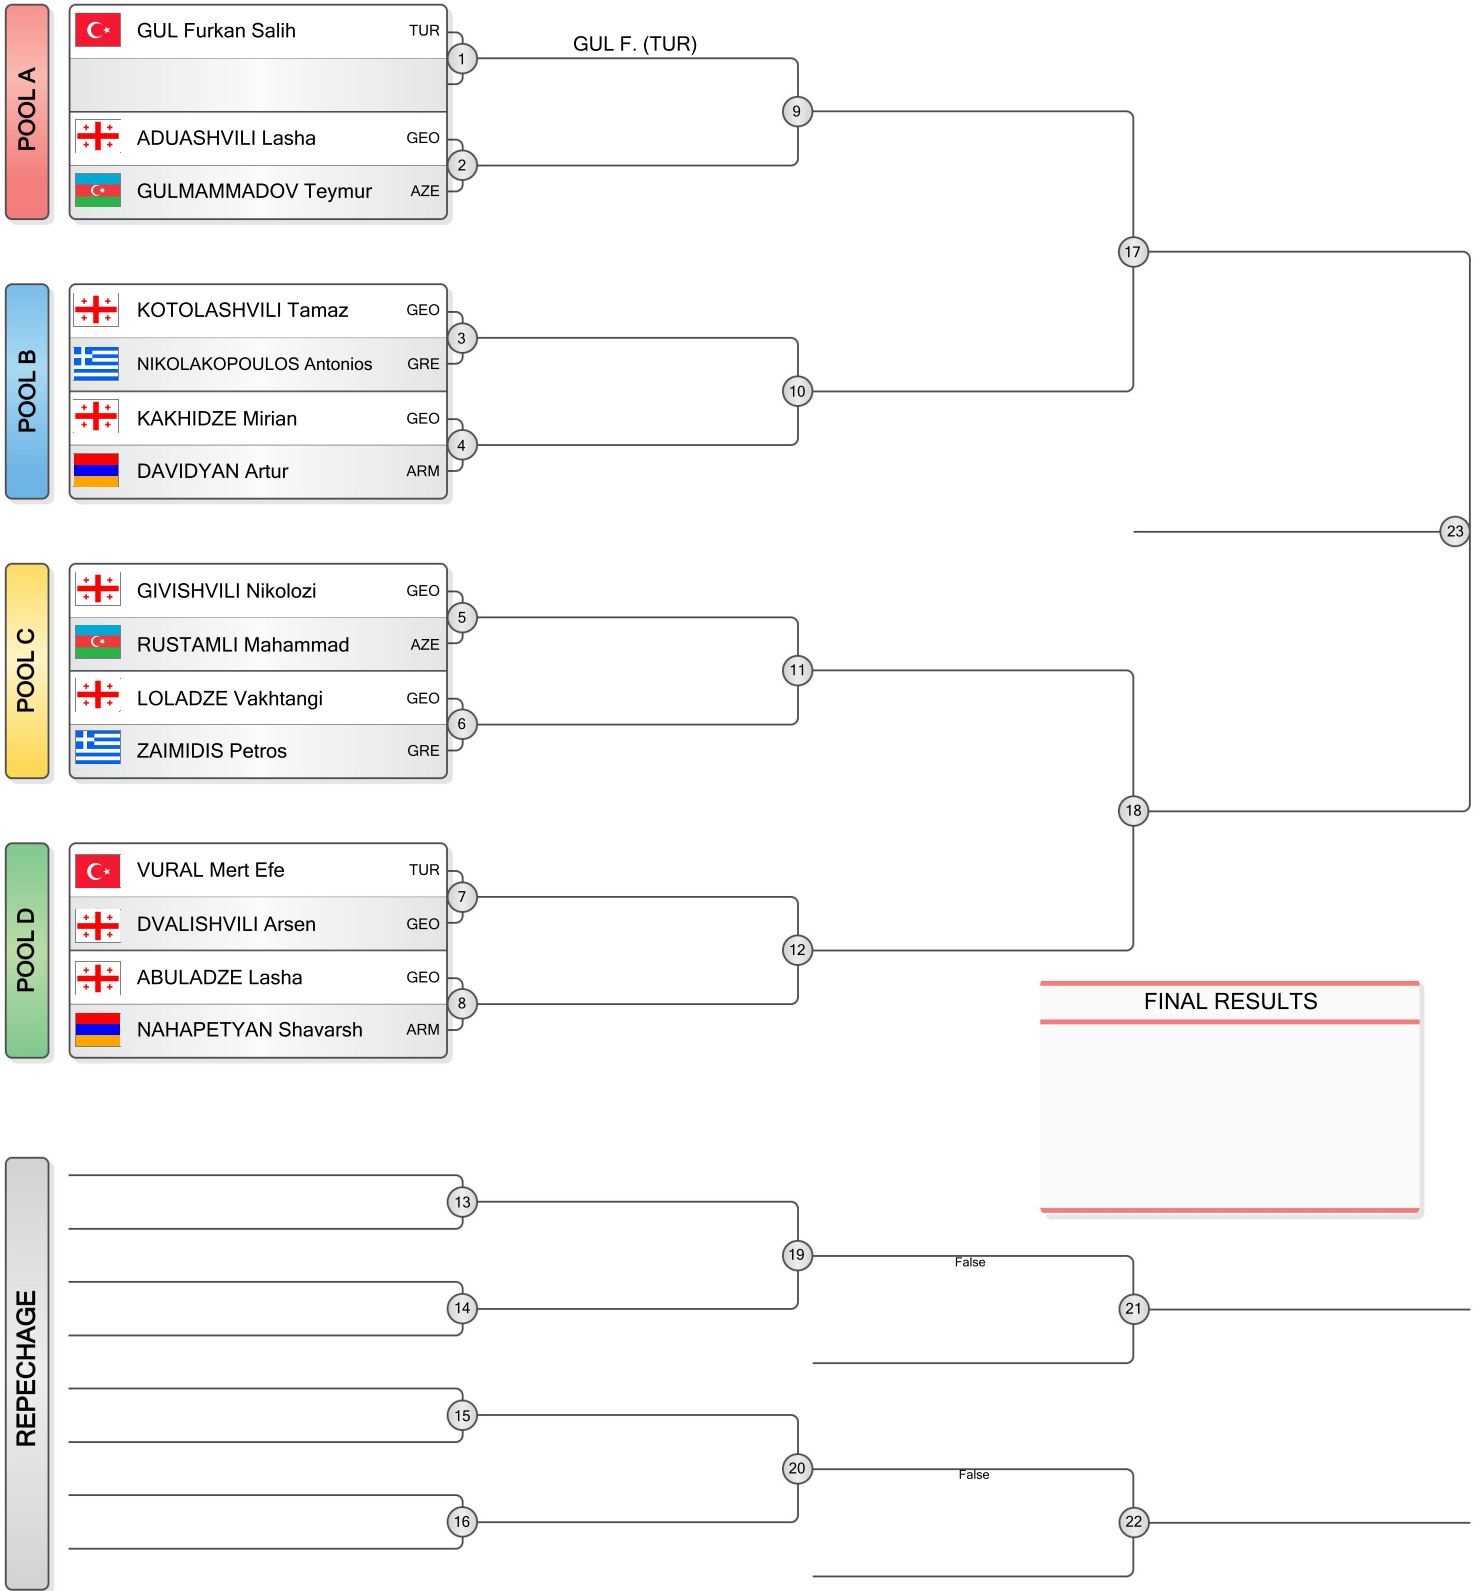 POOL A
GUL Furkan Salih TUR
1
GUL F. (TUR)
9
ADUASHVILI Lasha GEO
2
GULMAMMADOV Teymur AZE
17
POOL B
KOTOLASHVILI Tamaz GEO
3
NIKOLAKOPOULOS Antonios GRE
10
KAKHIDZE Mirian GEO
4
DAVIDYAN Artur ARM
23
POOL C
GIVISHVILI Nikolozi GEO
5
RUSTAMLI Mahammad AZE
11
LOLADZE Vakhtangi GEO
6
ZAIMIDIS Petros GRE
18
POOL D
VURAL Mert Efe TUR
7
DVALISHVILI Arsen GEO
12
ABULADZE Lasha GEO
8
NAHAPETYAN Shavarsh ARM
FINAL RESULTS
REPECHAGE
13
19
False
14
21
15
20
False
16
22